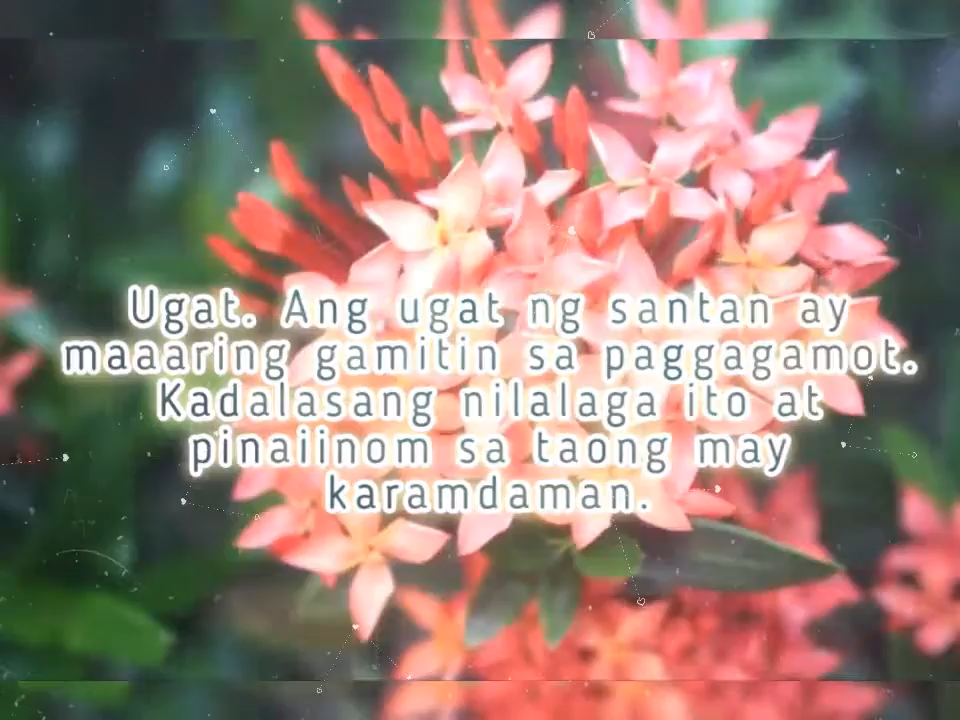 Ugat. Ang ugat ng santan ay
maaaring gamitin sa paggagamot.
Kadalasang nilalaga ito at
pinaiinom sa taong may
karamdaman.